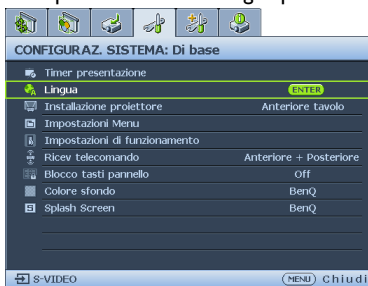 CONFIGURAZ. SISTEMA: Di base
Timer presentazione
Lingua ENTER
Installazione proiettore Anteriore tavolo
Impostazioni Menu
Impostazioni di funzionamento
Ricev telecomando Anteriore + Posteriore
Blocco tasti pannello Off
Colore sfondo BenQ
Splash Screen BenQ
S-VIDEO MENU Chiudi